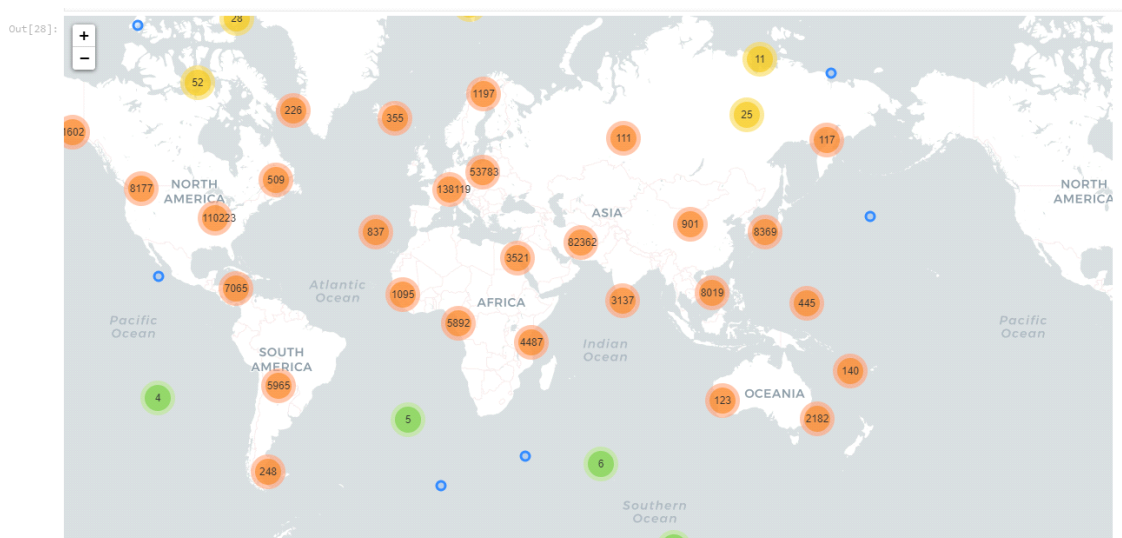 Out[28]:
+
−
28
11
52
1197
226
355
25
1602
111
117
53783
509
138119
8177
NORTH
AMERICA
NORTH
AMERICA
110223
ASIA
901
837
8369
82362
3521
Atlantic
Ocean
7065
1095
AFRICA
3137
8019
445
5892
Pacific
Ocean
Pacific
Ocean
4487
Indian
Ocean
SOUTH
AMERICA
140
5965
OCEANIA
4
123
5
2182
6
248
Southern
Ocean